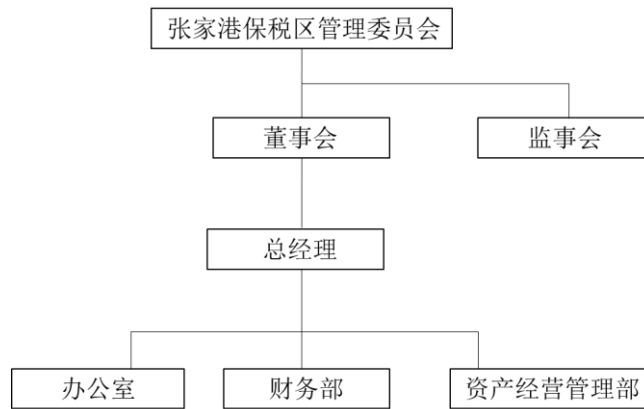 张家港保税区管理委员会
董事会
监事会
总经理
办公室
财务部
资产经营管理部